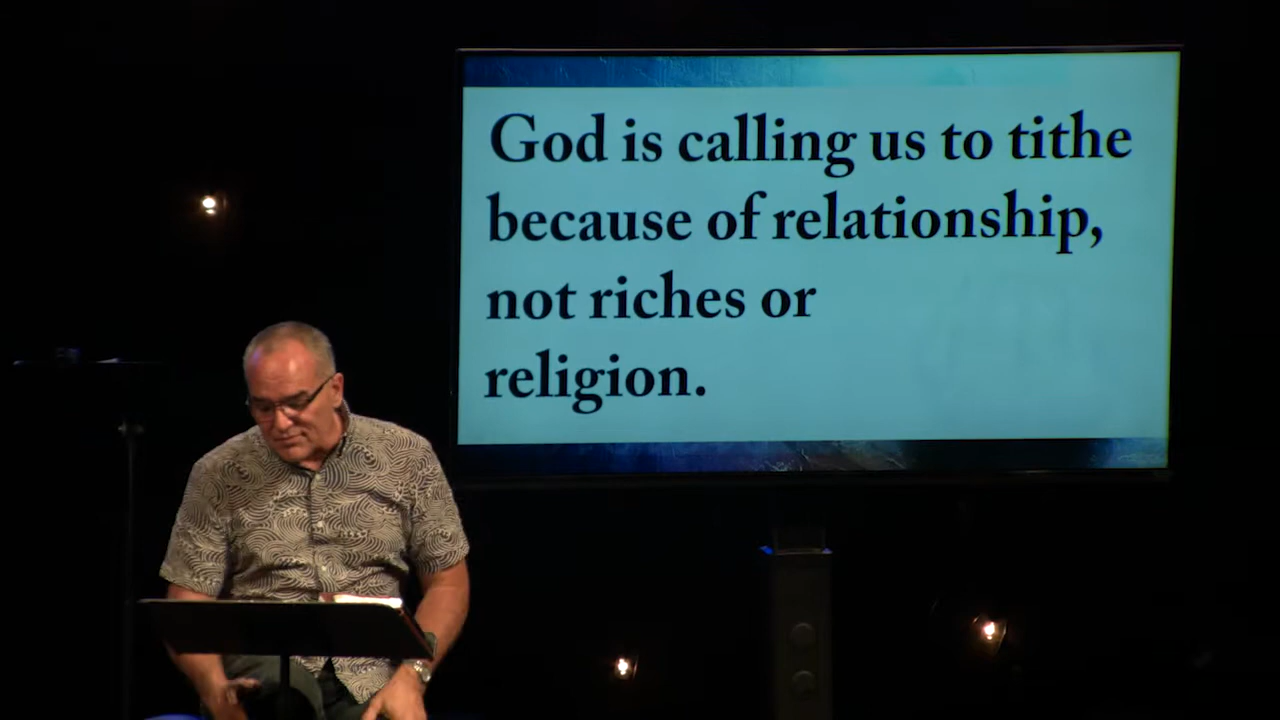 God is calling us to tithe
because of relationship,
not riches or
religion.